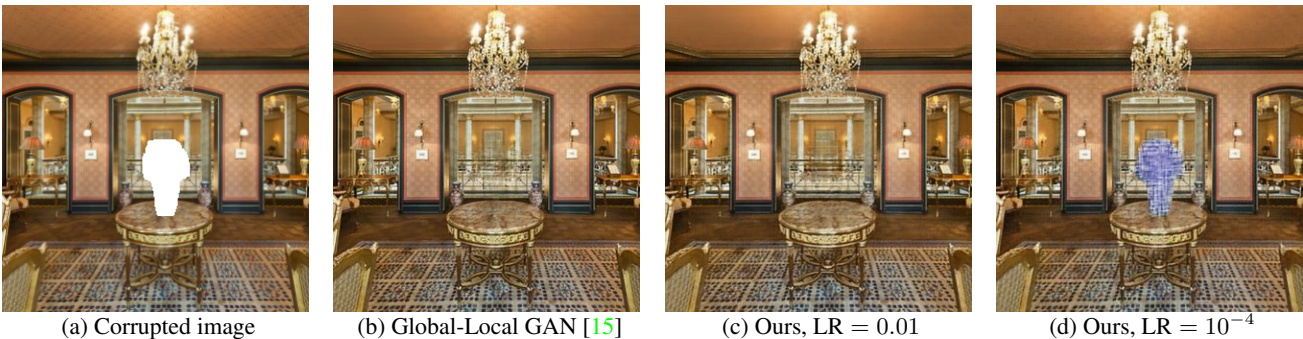 (a) Corrupted image
(b) Global-Local GAN [15]
(c) Ours, LR = 0.01
(d) Ours, LR = 10⁻⁴